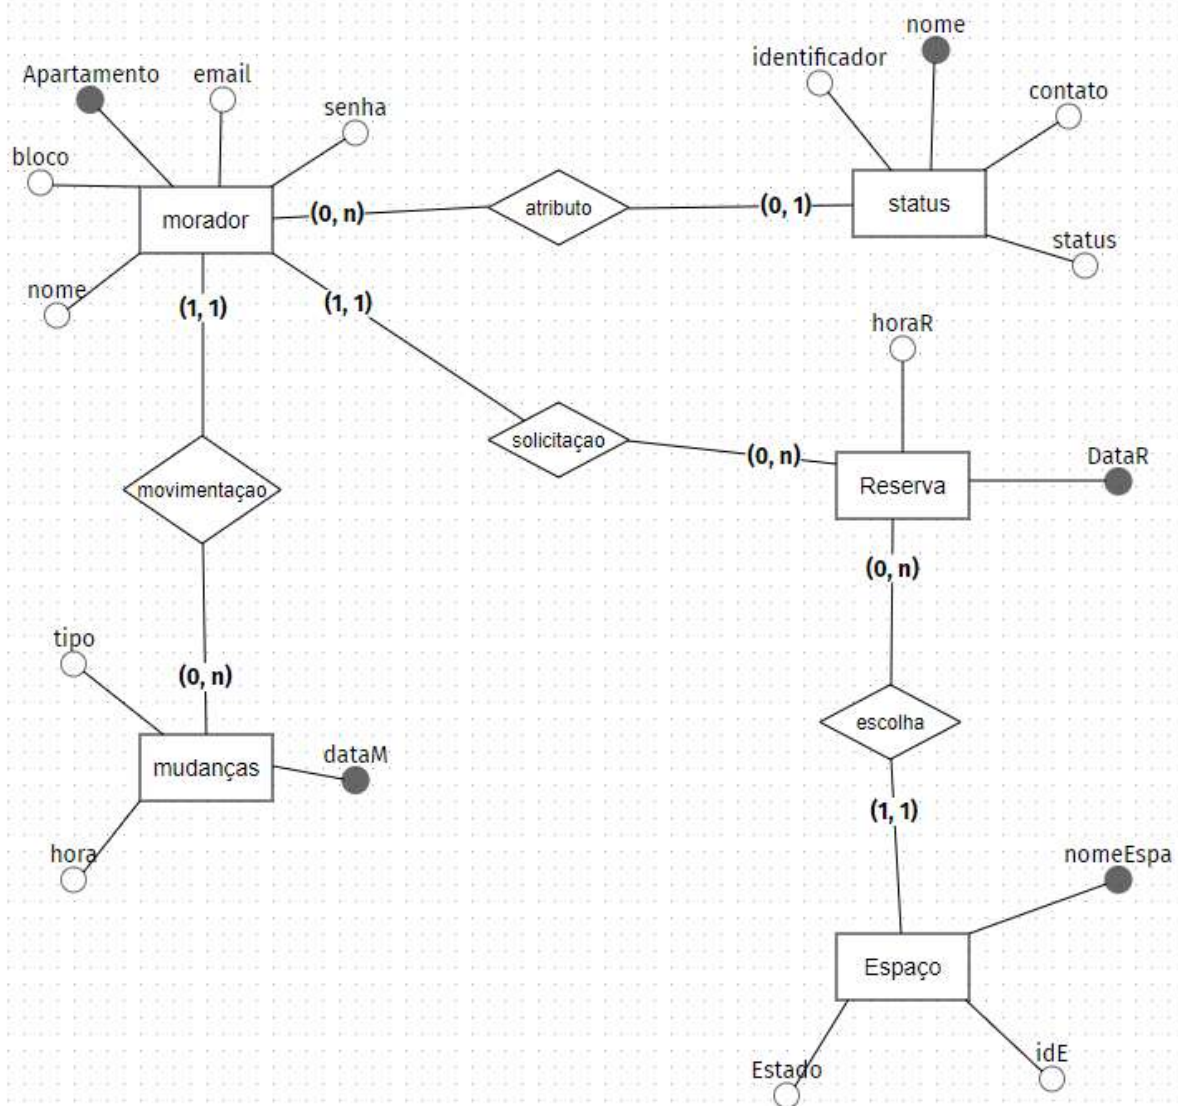 nome
identificador
Apartamento
email
contato
senha
bloco
morador
(0, n)
atributo
(0, 1)
status
status
nome
(1, 1)
(1, 1)
horaR
solicitaçao
(0, n)
DataR
Reserva
movimentaçao
(0, n)
tipo
(0, n)
escolha
dataM
mudanças
(1, 1)
hora
nomeEspa
Espaço
idE
Estado